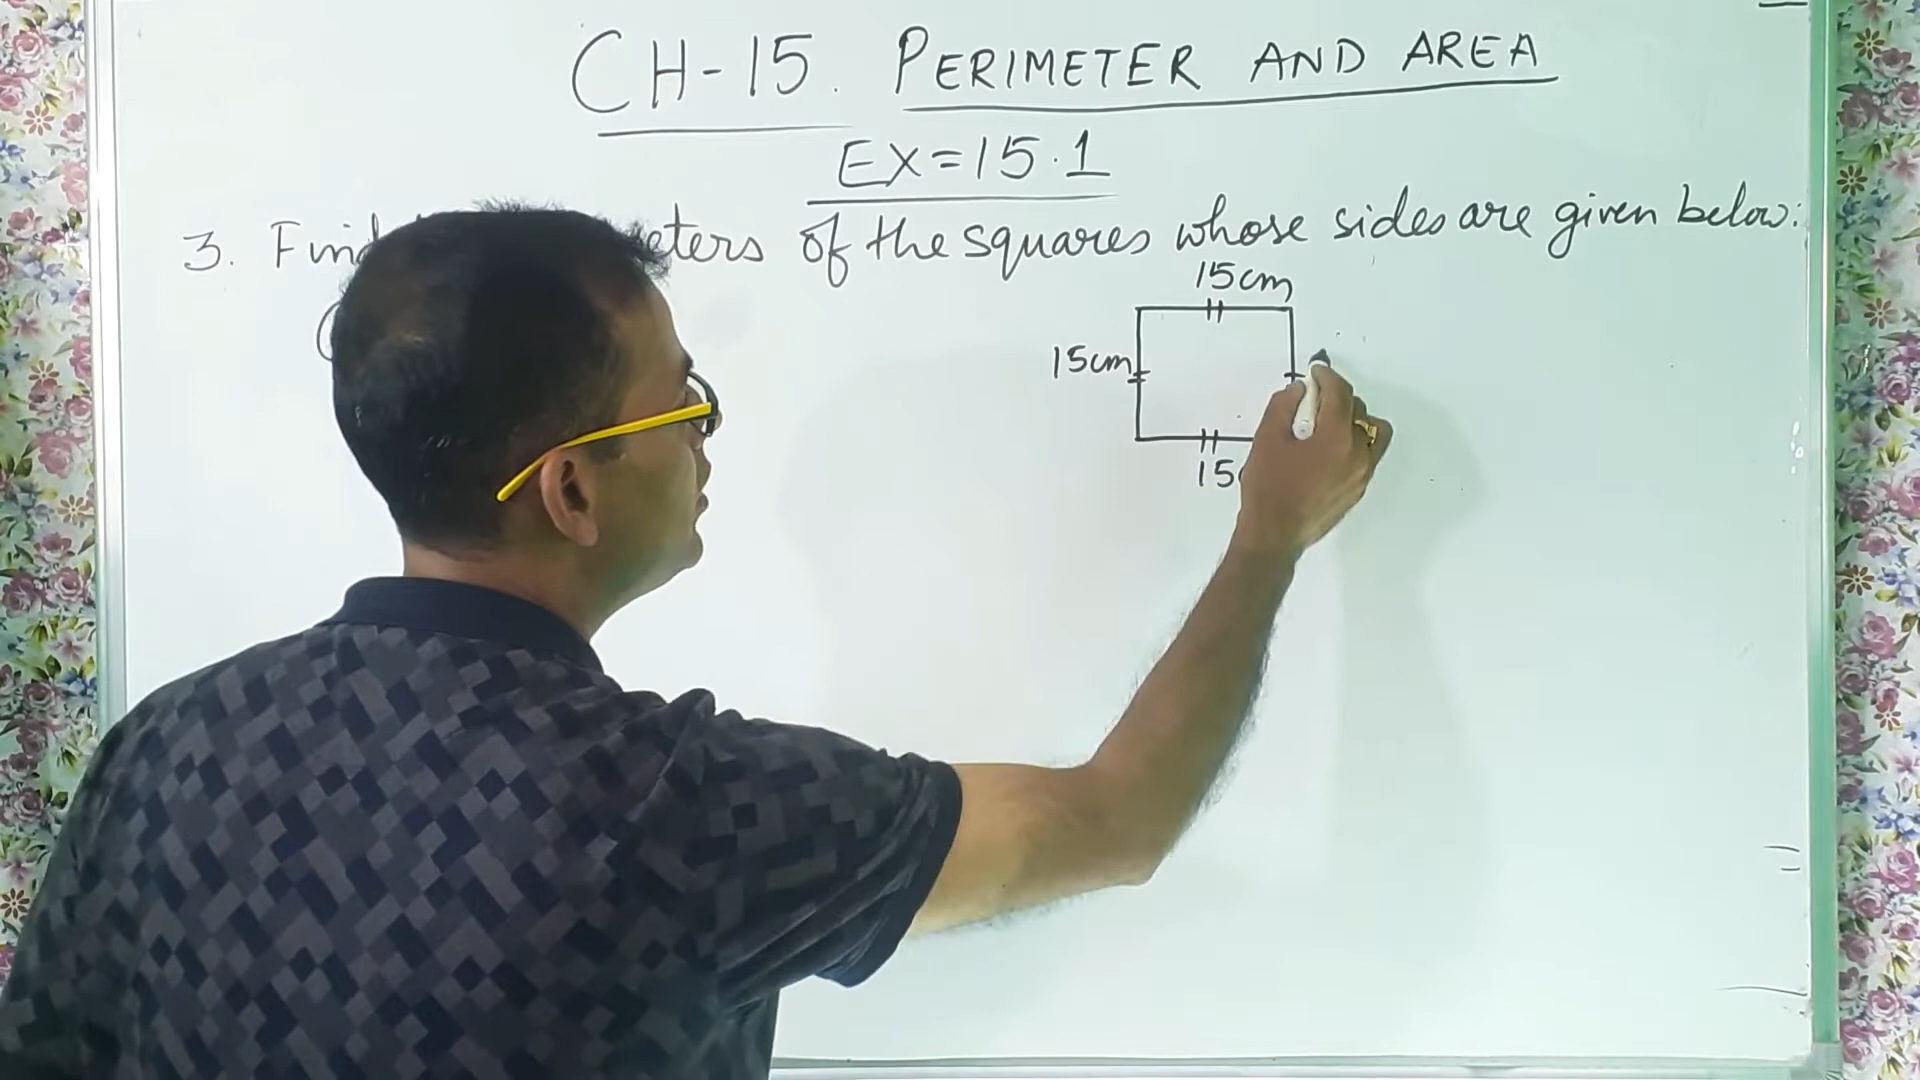 CH-15. PERIMETER AND AREA
EX=15.1
3. Find eters of the squares whose sides are given below:
15cm
15cm
15